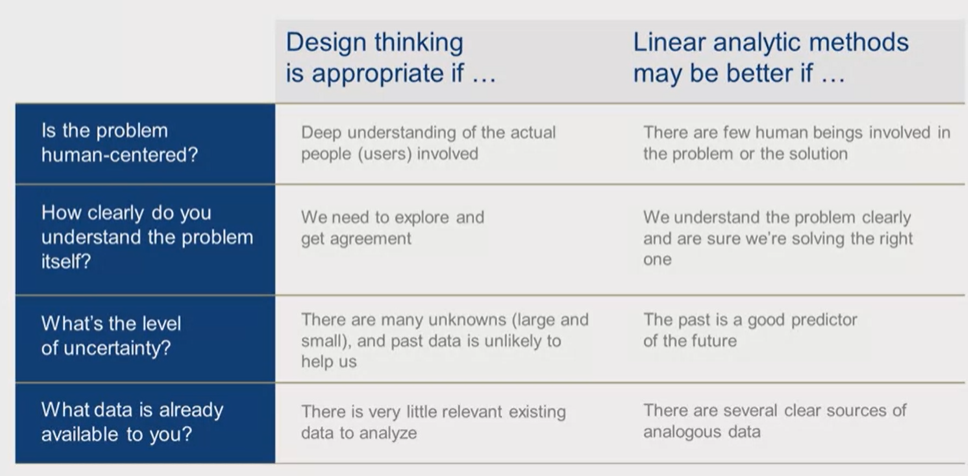 Design thinking
is appropriate if …
Linear analytic methods
may be better if …
Is the problem
human-centered?
Deep understanding of the actual
people (users) involved
There are few human beings involved in
the problem or the solution
How clearly do you
understand the problem
itself?
We need to explore and
get agreement
We understand the problem clearly
and are sure we're solving the right
one
What's the level
of uncertainty?
There are many unknowns (large and
small), and past data is unlikely to
help us
The past is a good predictor
of the future
What data is already
available to you?
There is very little relevant existing
data to analyze
There are several clear sources of
analogous data